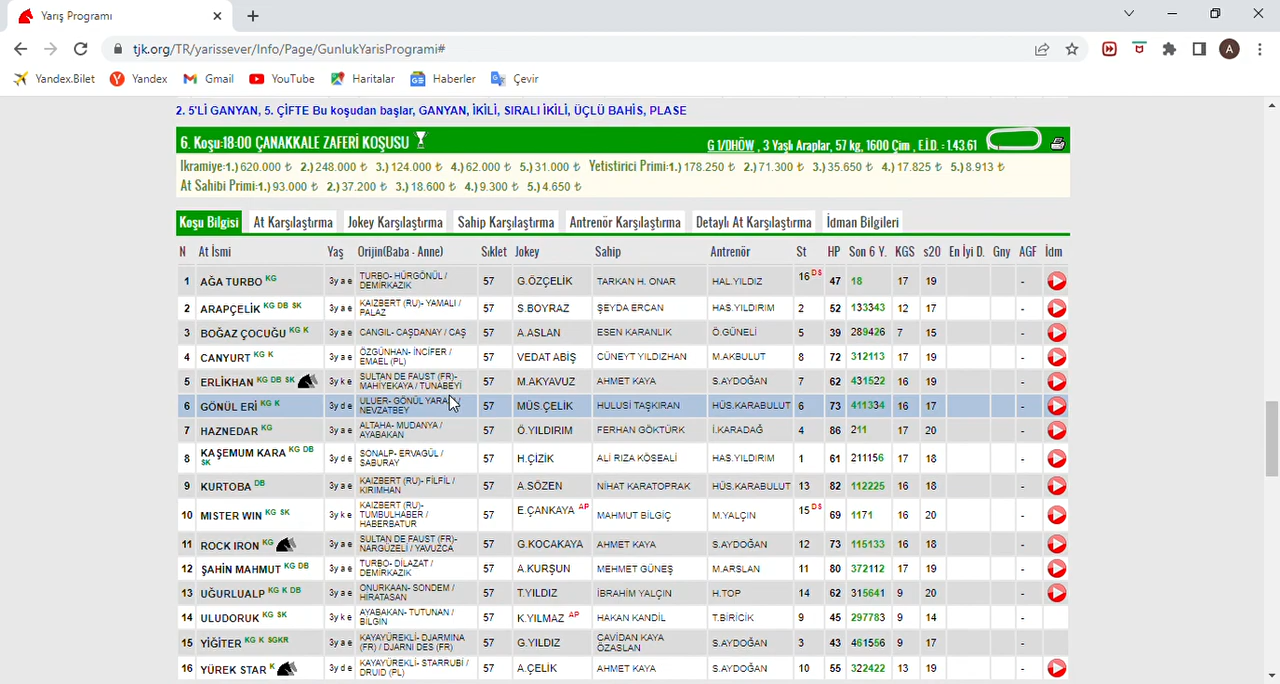 Yarış Programı
tjk.org/TR/yarissever/Info/Page/GunlukYarisProgrami#
A
Yandex.Bilet Yandex Gmail YouTube Haritalar Haberler Çevir
2. 5'Lİ GANYAN, 5. ÇİFTE Bu koşudan başlar, GANYAN, İKİLİ, SIRALI İKİLİ, ÜÇLÜ BAHİS, PLASE
6. Koşu:18:00 ÇANAKKALE ZAFERİ KOŞUSU G 1/DHÖW , 3 Yaşlı Araplar, 57 kg, 1600 Çim , E.İ.D. :1.43.61
İkramiye:1.) 620.000 ₺ 2.) 248.000 ₺ 3.) 124.000 ₺ 4.) 62.000 ₺ 5.) 31.000 ₺ Yetistirici Primi:1.) 178.250 ₺ 2.) 71.300 ₺ 3.) 35.650 ₺ 4.) 17.825 ₺ 5.) 8.913 ₺
At Sahibi Primi:1.) 93.000 ₺ 2.) 37.200 ₺ 3.) 18.600 ₺ 4.) 9.300 ₺ 5.) 4.650 ₺
Koşu Bilgisi At Karşılaştırma Jokey Karşılaştırma Sahip Karşılaştırma Antrenör Karşılaştırma Detaylı At Karşılaştırma İdman Bilgileri
N At İsmi Yaş Orijin(Baba - Anne) Sıklet Jokey Sahip Antrenör St HP Son 6 Y. KGS s20 En İyi D. Gny AGF İdm
1 AĞA TURBO KG 3y a e TURBO- HÜRGÖNÜL / DEMİRKAZIK 57 G.ÖZÇELİK TARKAN H. ONAR HAL.YILDIZ 16 DS 47 18 17 19 -
2 ARAPÇELİK KG DB SK 3y a e KAIZBERT (RU)- YAMALI / PALAZ 57 S.BOYRAZ ŞEYDA ERCAN HAS.YILDIRIM 2 52 133343 12 17 -
3 BOĞAZ ÇOCUĞU KG K 3y a e CANGIL- CAŞDANAY / CAŞ 57 A.ASLAN ESEN KARANLIK Ö.GÜNELİ 5 39 289426 7 15 -
4 CANYURT KG K 3y a e ÖZGÜNHAN- İNCİFER / EMAEL (PL) 57 VEDAT ABİŞ CÜNEYT YILDIZHAN M.AKBULUT 8 72 312113 17 19 -
5 ERLİKHAN KG DB SK 3y k e SULTAN DE FAUST (FR)- MAHİYEKAYA / TUNABEYİ 57 M.AKYAVUZ AHMET KAYA S.AYDOĞAN 7 62 431522 16 19 -
6 GÖNÜL ERİ KG K 3y d e ULUER- GÖNÜL YARA / NEVZATBEY 57 MÜS.ÇELİK HULUSİ TAŞKIRAN HÜS.KARABULUT 6 73 411334 16 17 -
7 HAZNEDAR KG 3y a e ALTAHA- MUDANYA / AYABAKAN 57 Ö.YILDIRIM FERHAN GÖKTÜRK İ.KARADAĞ 4 86 211 17 20 -
8 KAŞEMUM KARA KG DB SK 3y d e SONALP- ERVAGÜL / SABURAY 57 H.ÇİZİK ALİ RIZA KÖSEALİ HAS.YILDIRIM 1 61 211156 17 18 -
9 KURTOBA DB 3y a e KAIZBERT (RU)- FİLFİL / KIRIMHAN 57 A.SÖZEN NİHAT KARATOPRAK HÜS.KARABULUT 13 82 112225 16 18 -
10 MISTER WIN KG SK 3y k e KAIZBERT (RU)- TUMBULHABER / HABERBATUR 57 E.ÇANKAYA AP MAHMUT BİLGİÇ M.YALÇIN 15 DS 69 1171 16 20 -
11 ROCK IRON KG 3y a e SULTAN DE FAUST (FR)- NARGÜZELİ / YAVUZCA 57 G.KOCAKAYA AHMET KAYA S.AYDOĞAN 12 73 115133 16 18 -
12 ŞAHİN MAHMUT KG DB 3y a e TURBO- DİLAZAT / DEMİRKAZIK 57 A.KURŞUN MEHMET GÜNEŞ M.ARSLAN 11 80 372112 17 19 -
13 UĞURLUALP KG K DB 3y a e ONURKAAN- SONDEM / HIRATASAN 57 T.YILDIZ İBRAHİM YALÇIN H.TOP 14 62 315641 9 20 -
14 ULUDORUK KG SK 3y k e AYABAKAN- TUTUNAN / BİLGİN 57 K.YILMAZ AP HAKAN KANDİL T.BİRİCİK 9 45 297783 9 14 -
15 YİĞİTER KG K SGKR 3y a e KAYAYÜREKLİ- DJARMINA (FR) / DJARNI DES (FR) 57 G.YILDIZ CAVİDAN KAYA ÖZASLAN S.AYDOĞAN 3 43 461556 9 17 -
16 YÜREK STAR K 3y d e KAYAYÜREKLİ- STARRUBI / DRUID (PL) 57 A.ÇELİK AHMET KAYA S.AYDOĞAN 10 55 322422 13 19 -